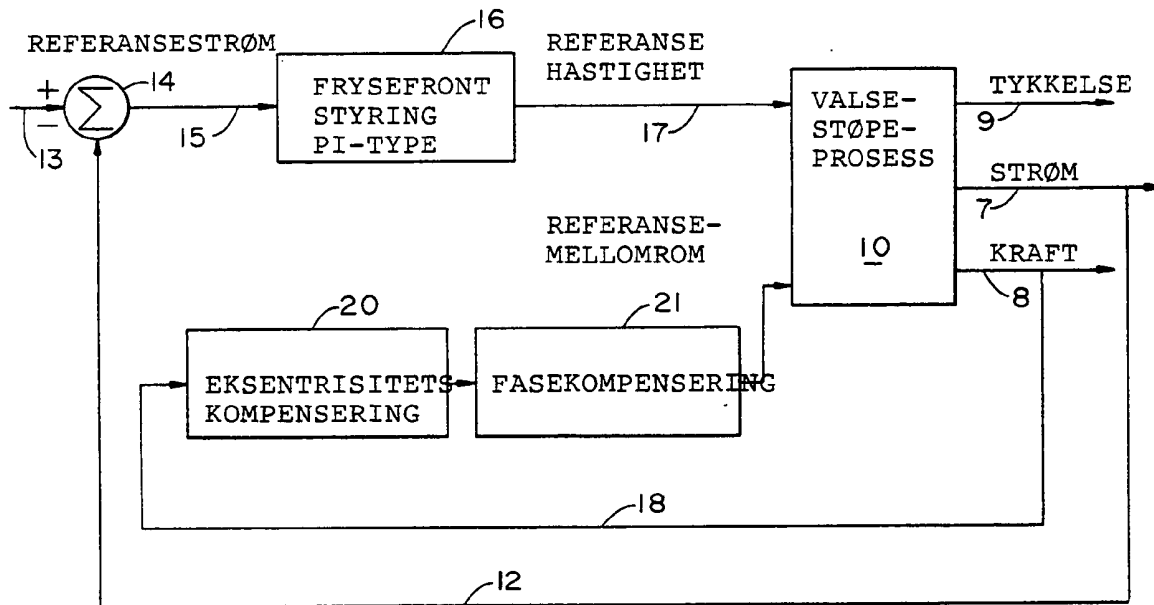 16
REFERANSESTRØM
14
REFERANSE
HASTIGHET
+
Σ
−
13
15
FRYSEFRONT
STYRING
PI-TYPE
17
VALSE-
STØPE-
PROSESS
10
TYKKELSE
9
STRØM
7
KRAFT
8
REFERANSE-
MELLOMROM
20
21
EKSENTRISITETS
KOMPENSERING
FASEKOMPENSERING
18
12